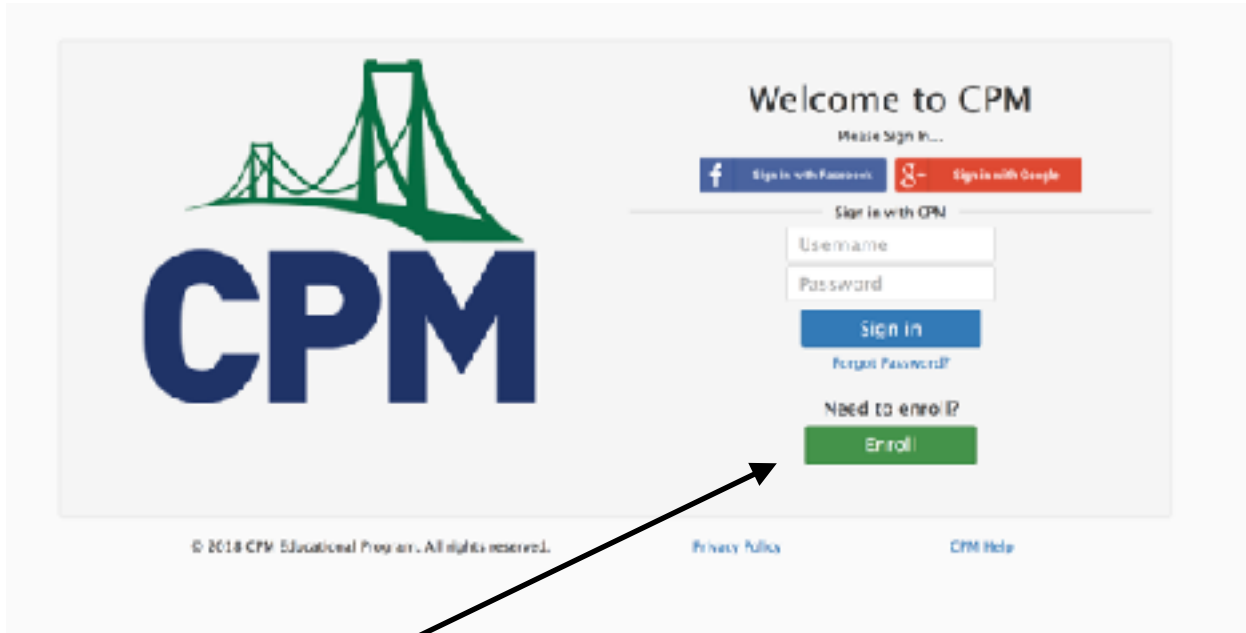 CPM
Welcome to CPM
Please Sign In...
Sign in with Facebook
g+ Sign in with Google
Sign in with CPM
Username
Password
Sign in
Forgot Password?
Need to enroll?
Enroll
© 2018 CPM Educational Program. All rights reserved.
Privacy Policy
CPM Help